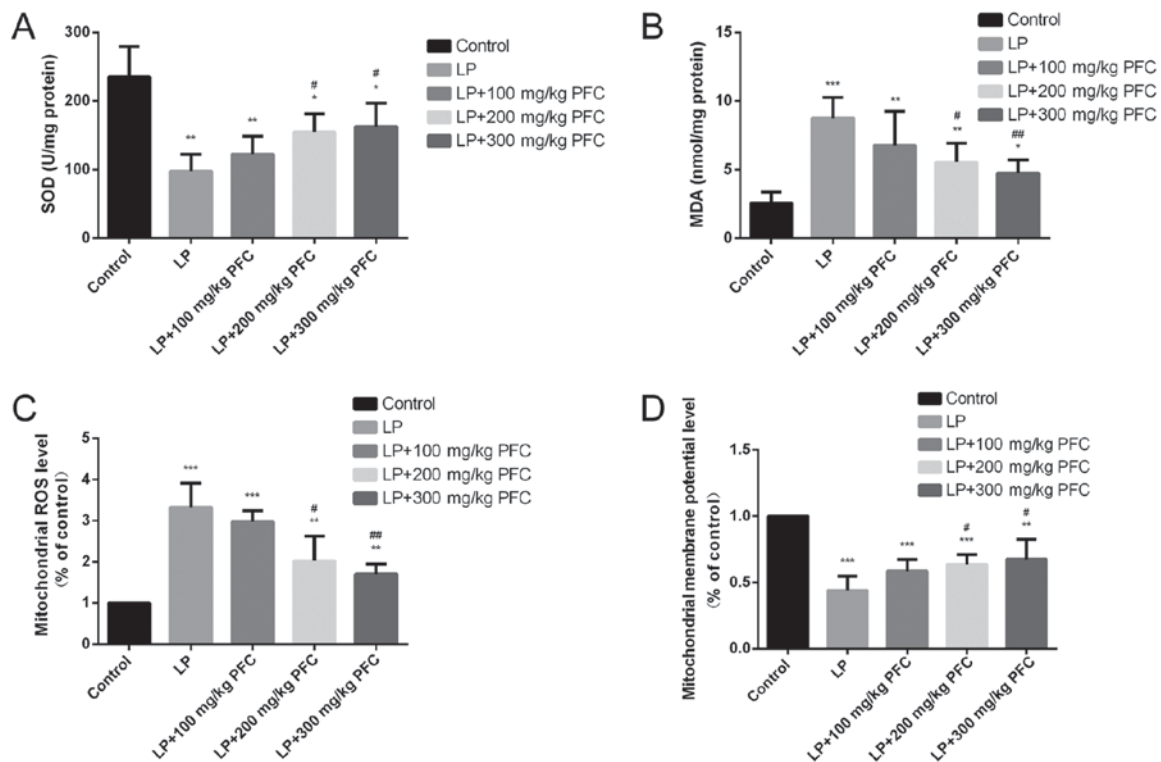 A
SOD (U/mg protein)
300
200
100
0
** ** # * # *
Control
LP
LP+100 mg/kg PFC
LP+200 mg/kg PFC
LP+300 mg/kg PFC
Control
LP
LP+100 mg/kg PFC
LP+200 mg/kg PFC
LP+300 mg/kg PFC
B
MDA (nmol/mg protein)
15
10
5
0
*** ** # ** ## *
Control
LP
LP+100 mg/kg PFC
LP+200 mg/kg PFC
LP+300 mg/kg PFC
Control
LP
LP+100 mg/kg PFC
LP+200 mg/kg PFC
LP+300 mg/kg PFC
C
Mitochondrial ROS level
(% of control)
5
4
3
2
1
0
*** *** # ** ## **
Control
LP
LP+100 mg/kg PFC
LP+200 mg/kg PFC
LP+300 mg/kg PFC
Control
LP
LP+100 mg/kg PFC
LP+200 mg/kg PFC
LP+300 mg/kg PFC
D
Mitochondrial membrane potential level
(% of control)
1.5
1.0
0.5
0.0
*** *** # *** # **
Control
LP
LP+100 mg/kg PFC
LP+200 mg/kg PFC
LP+300 mg/kg PFC
Control
LP
LP+100 mg/kg PFC
LP+200 mg/kg PFC
LP+300 mg/kg PFC